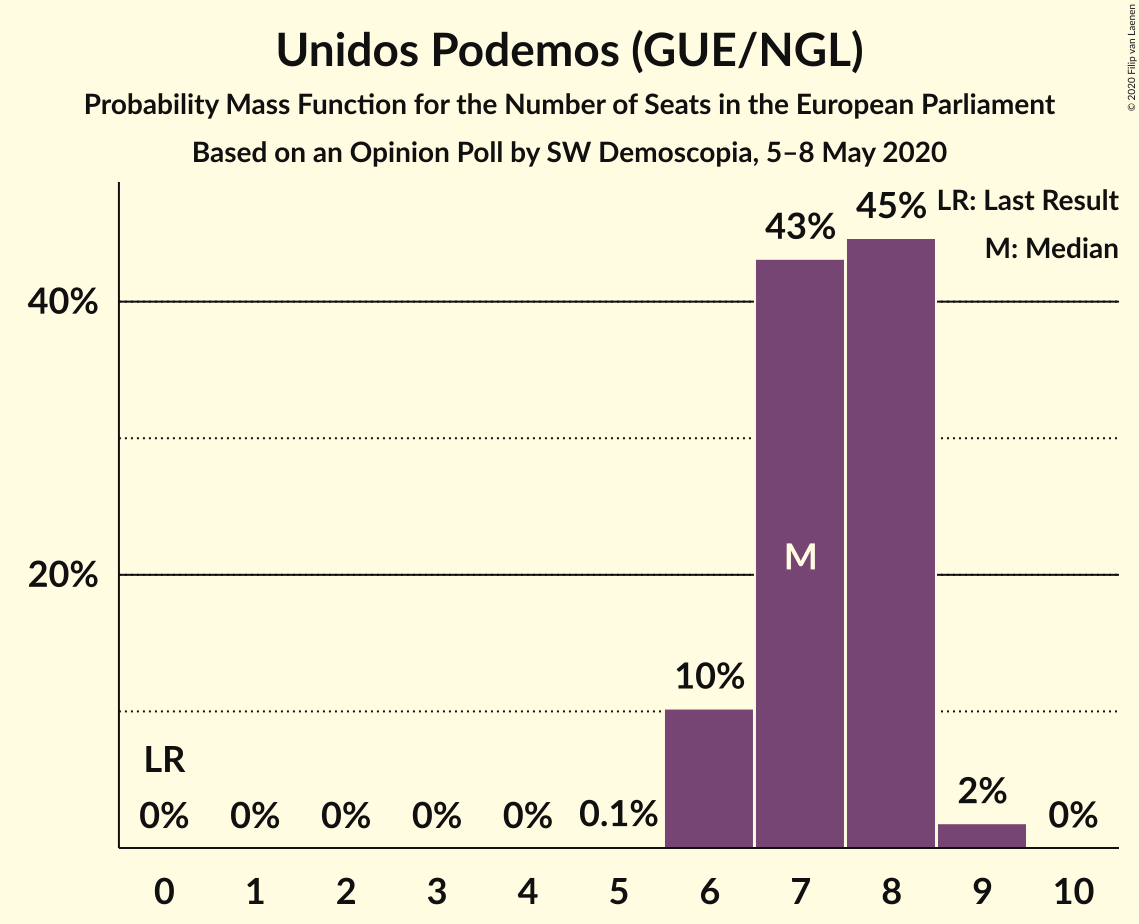 Unidos Podemos (GUE/NGL)
Probability Mass Function for the Number of Seats in the European Parliament
Based on an Opinion Poll by SW Demoscopia, 5–8 May 2020
© 2020 Filip van Laenen
LR: Last Result
M: Median
40%
20%
LR
0%
0%
0%
0%
0%
0.1%
10%
43%
M
45%
2%
0%
0 1 2 3 4 5 6 7 8 9 10